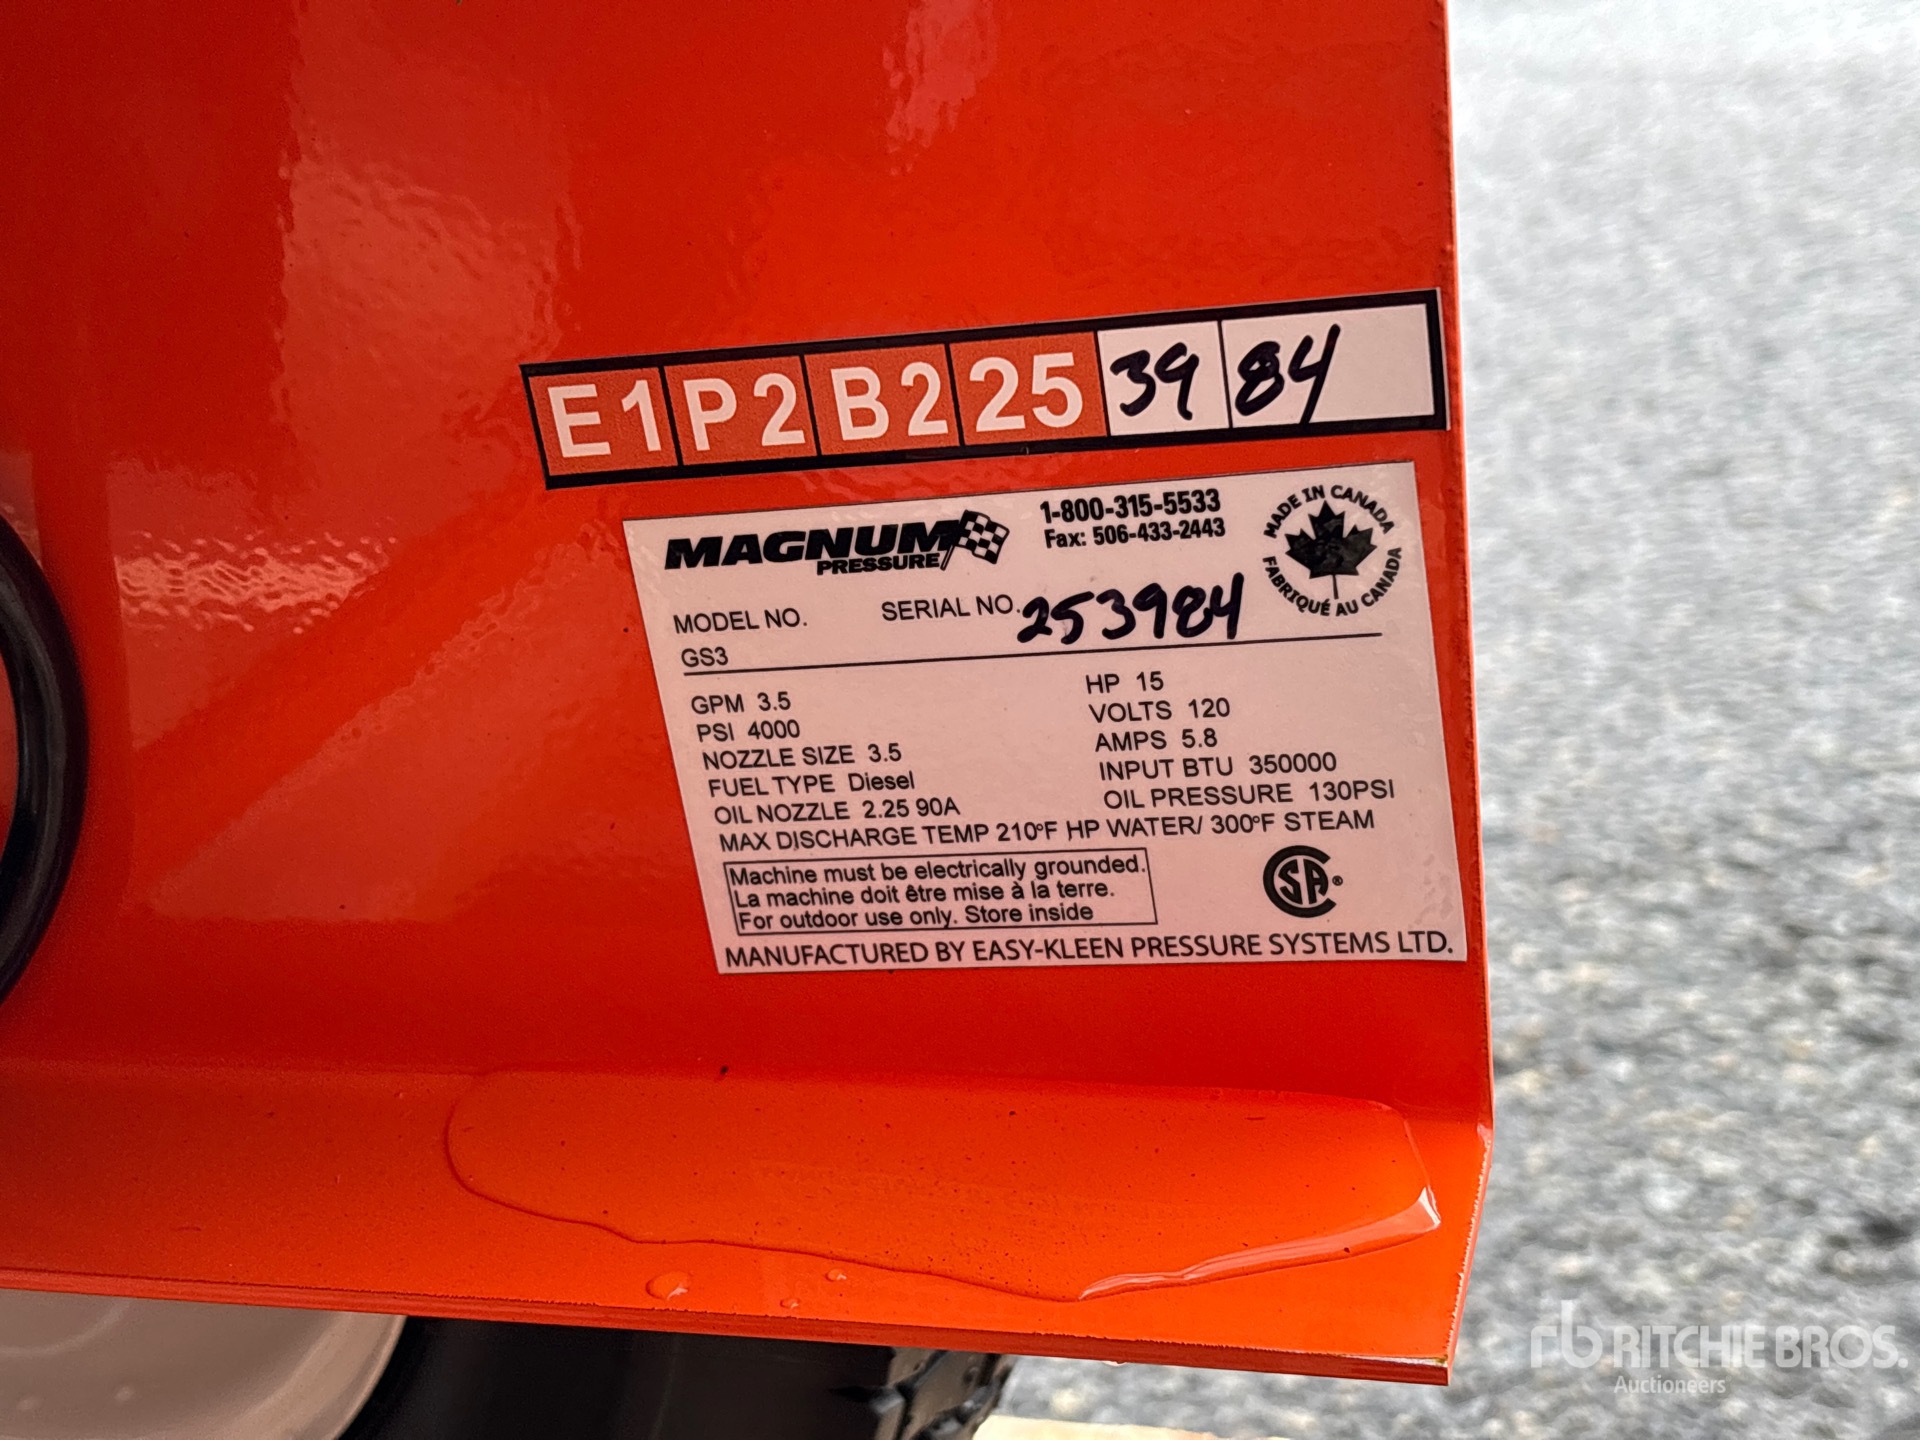 E1P2B2253984
MAGNUM
PRESSURE
1-800-315-5533
Fax: 506-433-2443
MADE IN CANADA
FABRIQUÉ AU CANADA
MODEL NO.
GS3
SERIAL NO. 253984
GPM 3.5
PSI 4000
NOZZLE SIZE 3.5
FUEL TYPE Diesel
OIL NOZZLE 2.25 90A
HP 15
VOLTS 120
AMPS 5.8
INPUT BTU 350000
OIL PRESSURE 130PSI
MAX DISCHARGE TEMP 210°F HP WATER/ 300°F STEAM
Machine must be electrically grounded.
La machine doit être mise à la terre.
For outdoor use only. Store inside
CSA®
MANUFACTURED BY EASY-KLEEN PRESSURE SYSTEMS LTD.
rb RITCHIE BROS.
Auctioneers